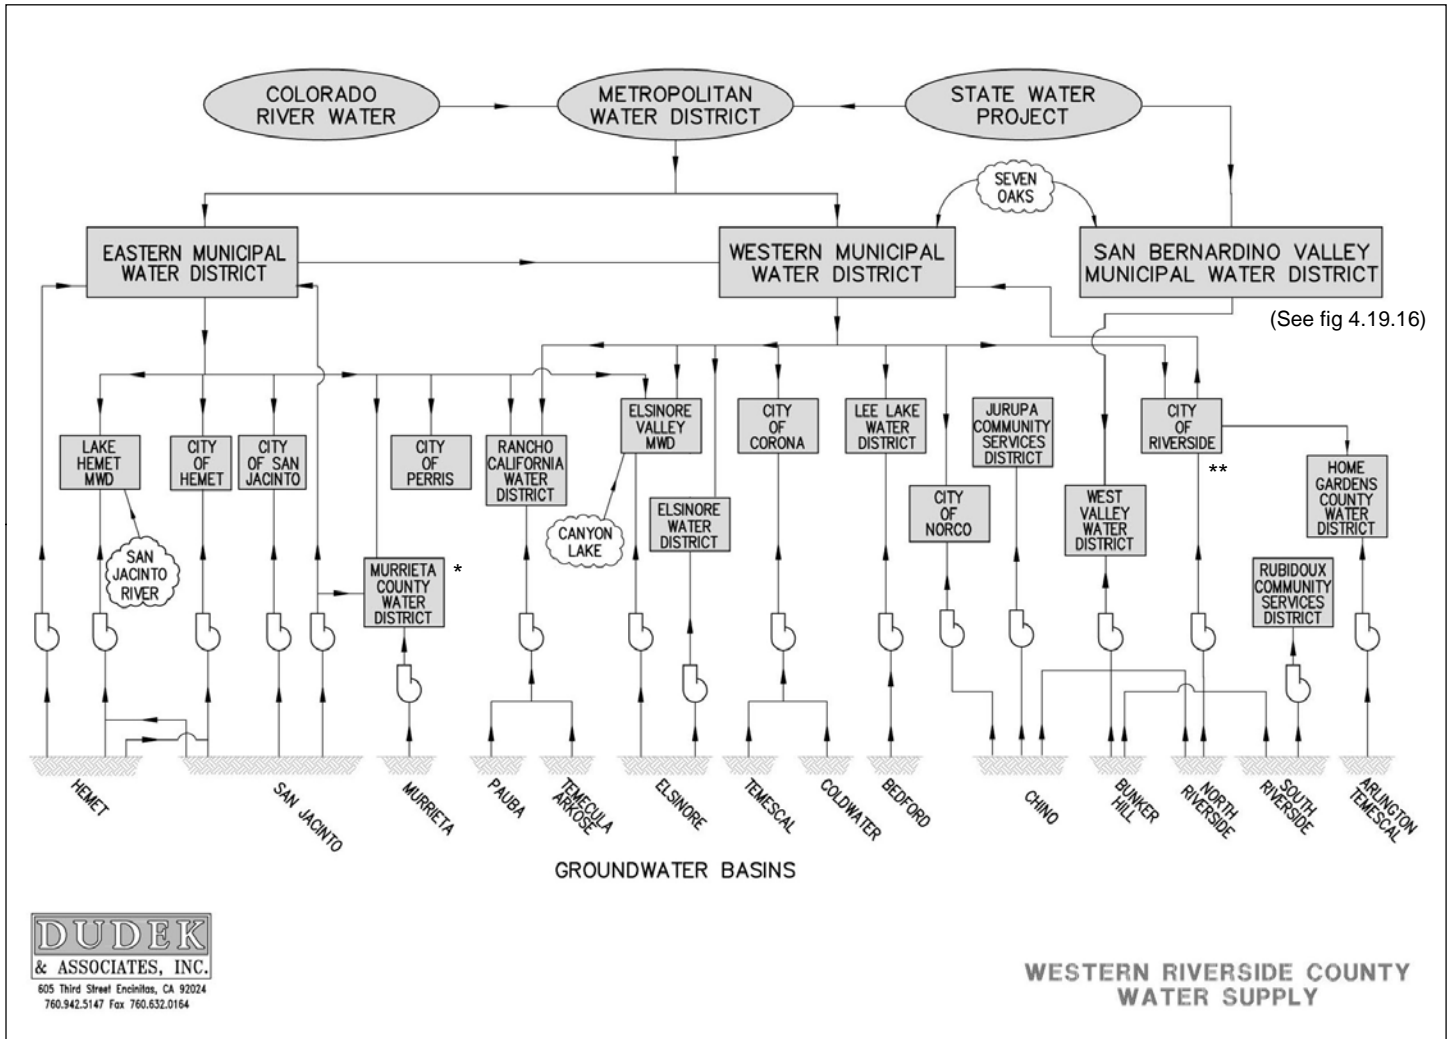 COLORADO
RIVER WATER
METROPOLITAN
WATER DISTRICT
STATE WATER
PROJECT
SEVEN
OAKS
EASTERN MUNICIPAL
WATER DISTRICT
WESTERN MUNICIPAL
WATER DISTRICT
SAN BERNARDINO VALLEY
MUNICIPAL WATER DISTRICT
(See fig 4.19.16)
LAKE
HEMET
MWD
CITY
OF
HEMET
CITY
OF SAN
JACINTO
CITY
OF
PERRIS
RANCHO
CALIFORNIA
WATER
DISTRICT
ELSINORE
VALLEY
MWD
ELSINORE
WATER
DISTRICT
CITY
OF
CORONA
LEE LAKE
WATER
DISTRICT
CITY
OF
NORCO
JURUPA
COMMUNITY
SERVICES
DISTRICT
WEST
VALLEY
WATER
DISTRICT
CITY
OF
RIVERSIDE
**
HOME
GARDENS
COUNTY
WATER
DISTRICT
SAN
JACINTO
RIVER
CANYON
LAKE
MURRIETA
COUNTY
WATER
DISTRICT
*
RUBIDOUX
COMMUNITY
SERVICES
DISTRICT
HEMET
SAN JACINTO
MURRIETA
PAUBA
TEMECULA
ARKOSE
ELSINORE
TEMESCAL
COLDWATER
BEDFORD
CHINO
BUNKER
HILL
NORTH
RIVERSIDE
SOUTH
RIVERSIDE
ARLINGTON
TEMESCAL
GROUNDWATER BASINS
DUDEK
& ASSOCIATES, INC.
605 Third Street Encinitas, CA 92024
760.942.5147 Fax 760.632.0164
WESTERN RIVERSIDE COUNTY
WATER SUPPLY